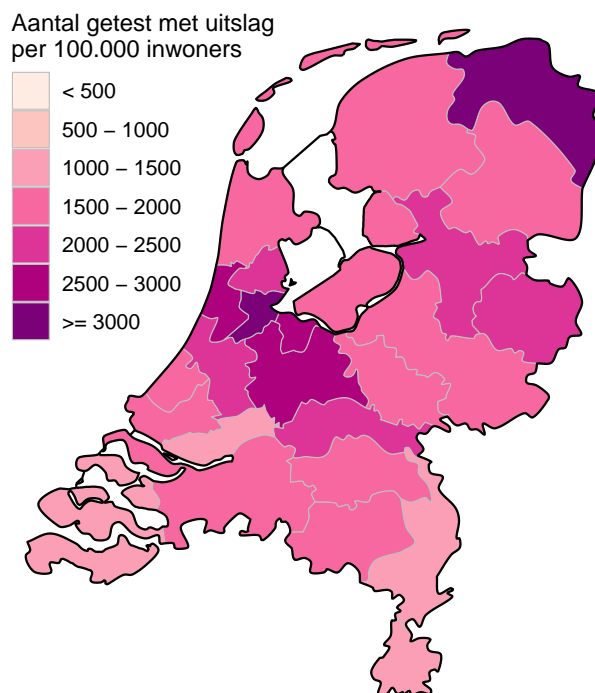 Aantal getest met uitslag
per 100.000 inwoners
< 500
500 – 1000
1000 – 1500
1500 – 2000
2000 – 2500
2500 – 3000
>= 3000